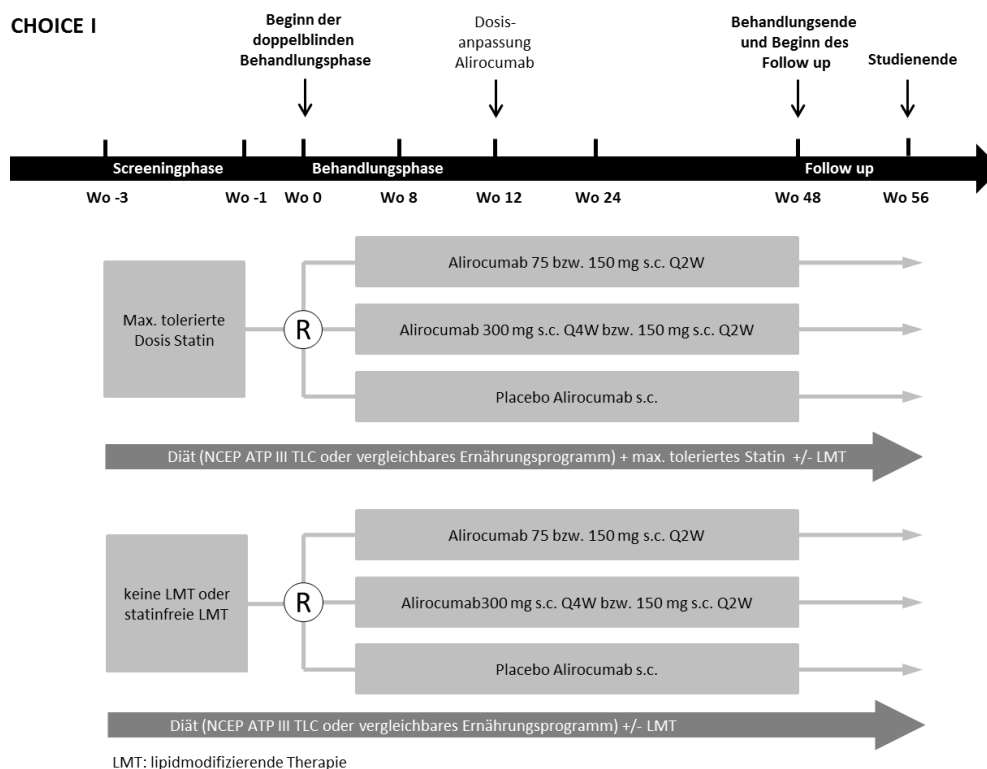 CHOICE I
Beginn der
doppelblinden
Behandlungsphase
Dosis-
anpassung
Alirocumab
Behandlungsende
und Beginn des
Follow up
Studienende
Screeningphase
Behandlungsphase
Follow up
Wo -3
Wo -1
Wo 0
Wo 8
Wo 12
Wo 24
Wo 48
Wo 56
Max. tolerierte
Dosis Statin
R
Alirocumab 75 bzw. 150 mg s.c. Q2W
Alirocumab 300 mg s.c. Q4W bzw. 150 mg s.c. Q2W
Placebo Alirocumab s.c.
Diät (NCEP ATP III TLC oder vergleichbares Ernährungsprogramm) + max. toleriertes Statin +/- LMT
keine LMT oder
statinfreie LMT
R
Alirocumab 75 bzw. 150 mg s.c. Q2W
Alirocumab300 mg s.c. Q4W bzw. 150 mg s.c. Q2W
Placebo Alirocumab s.c.
Diät (NCEP ATP III TLC oder vergleichbares Ernährungsprogramm) +/- LMT
LMT: lipidmodifizierende Therapie